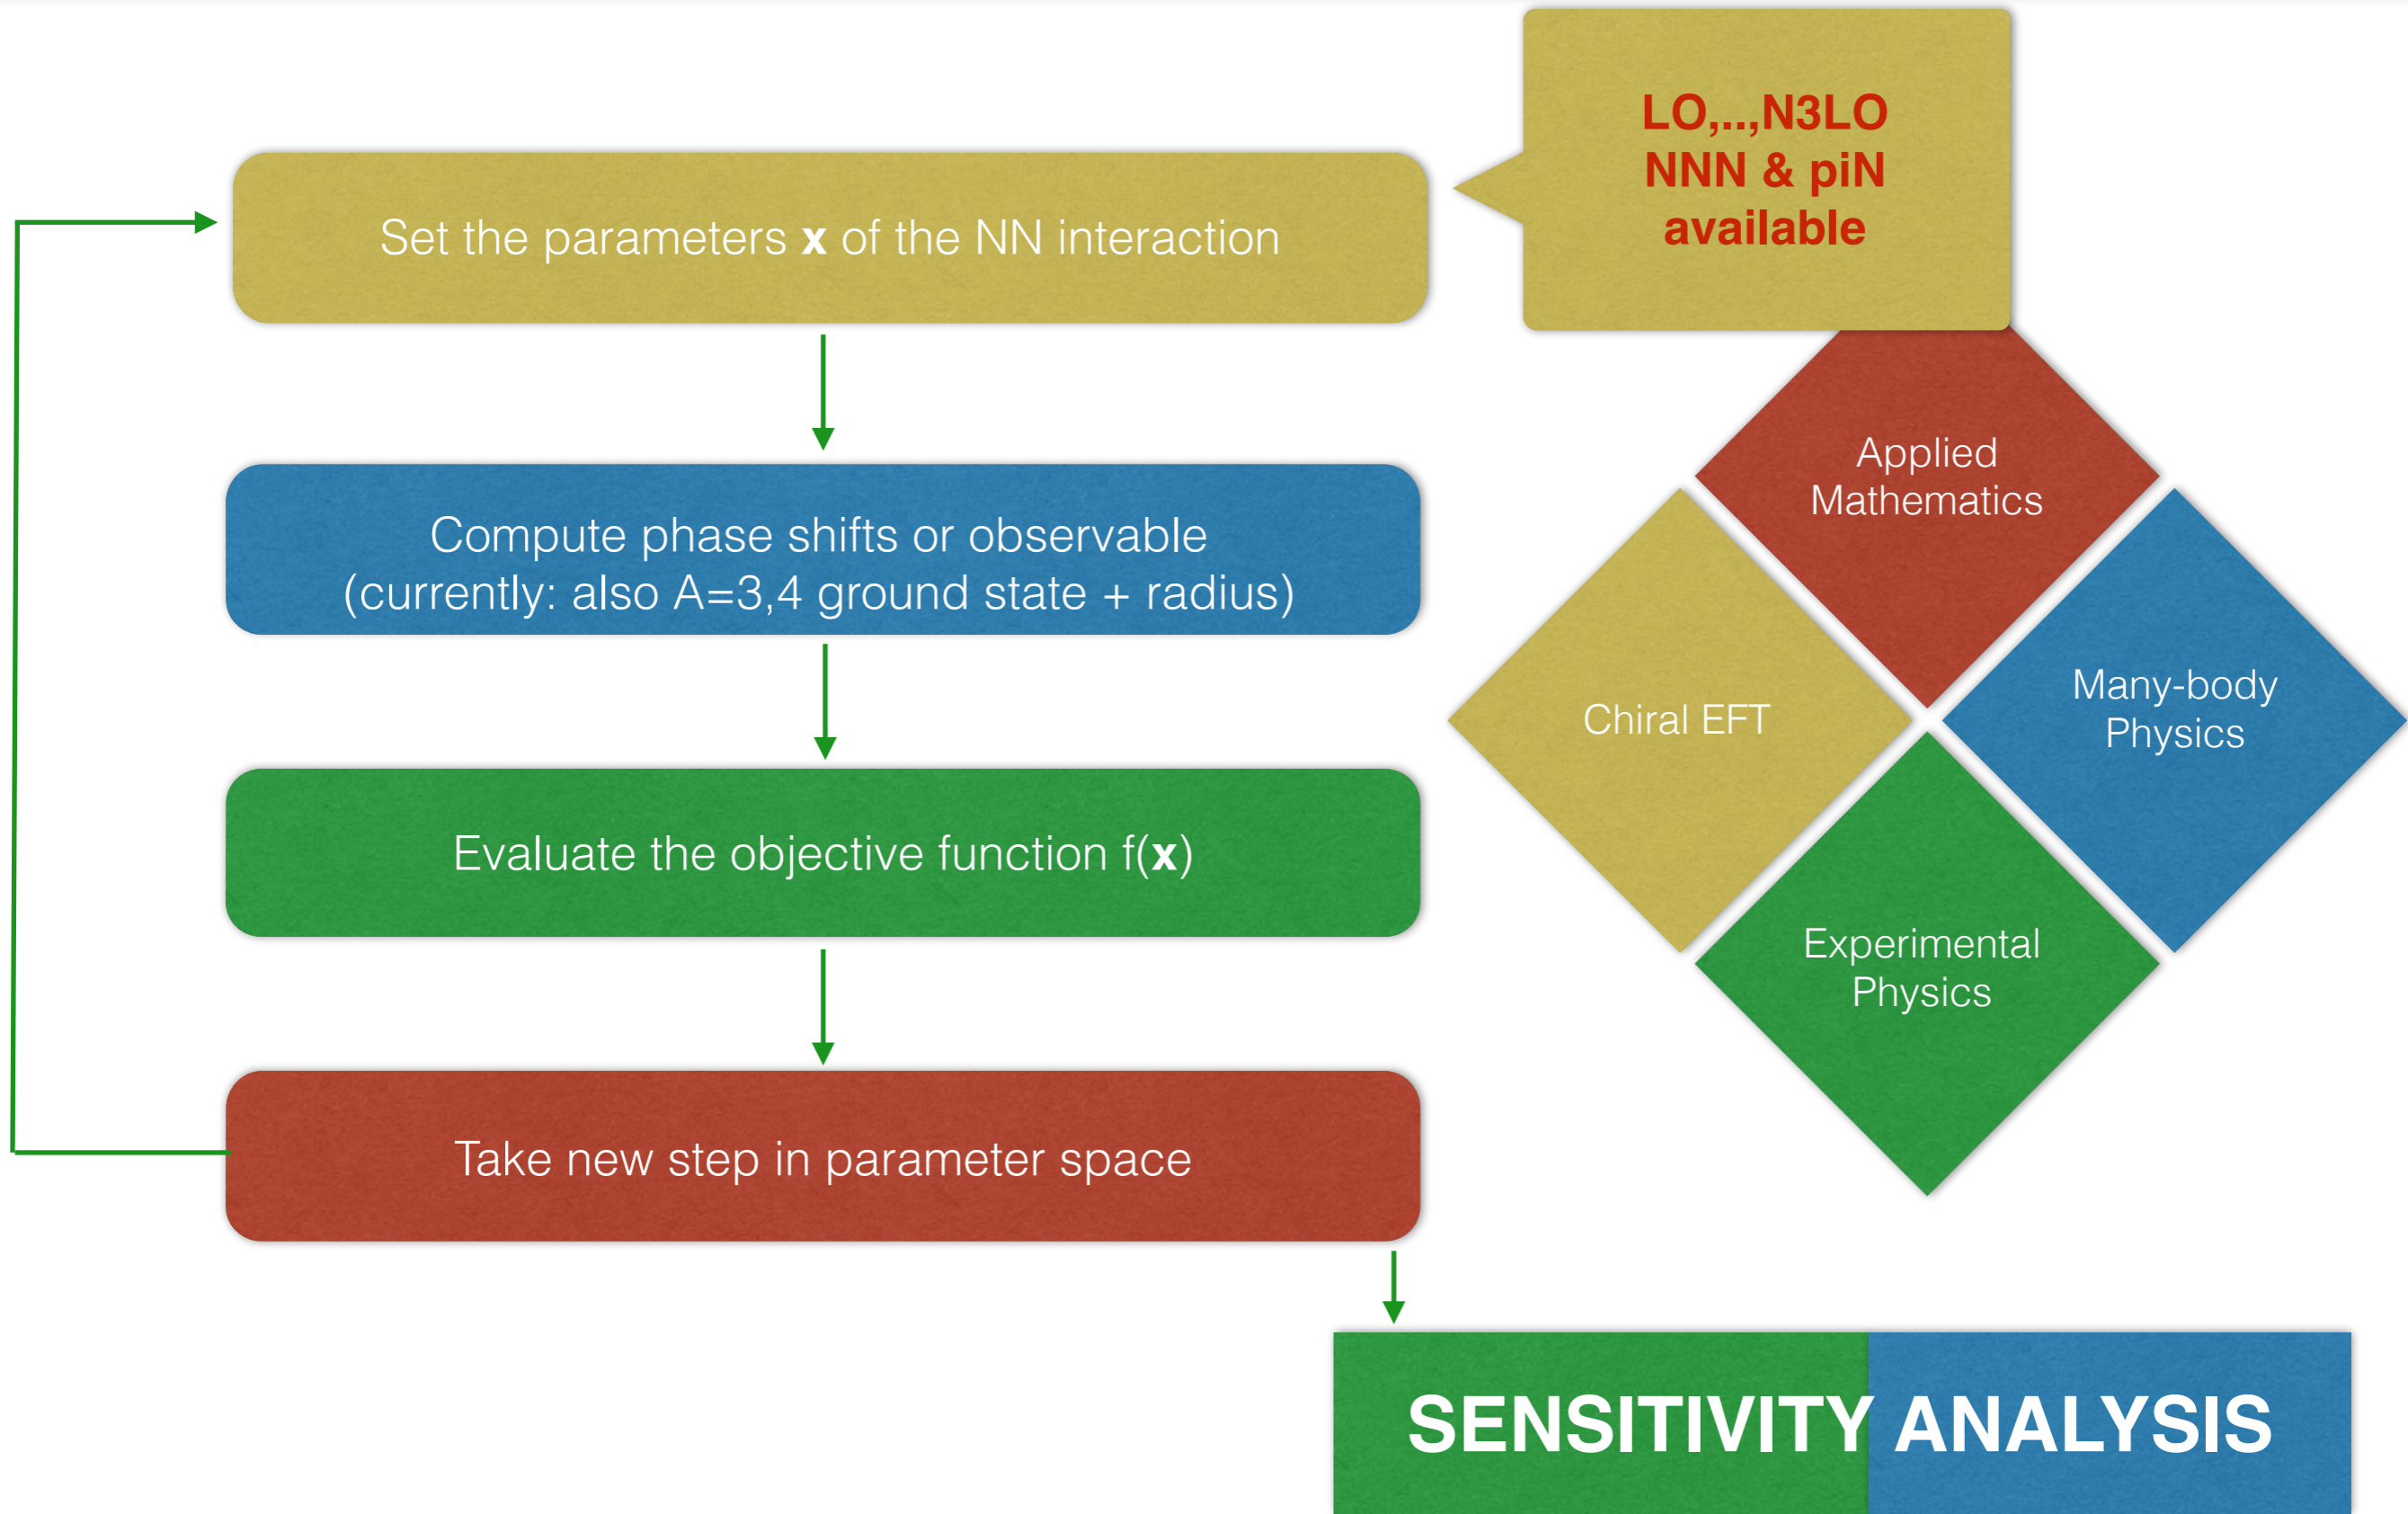 LO,..,N3LO
NNN & piN
available
Set the parameters x of the NN interaction
Compute phase shifts or observable
(currently: also A=3,4 ground state + radius)
Evaluate the objective function f(x)
Take new step in parameter space
Applied
Mathematics
Chiral EFT
Many-body
Physics
Experimental
Physics
SENSITIVITY ANALYSIS